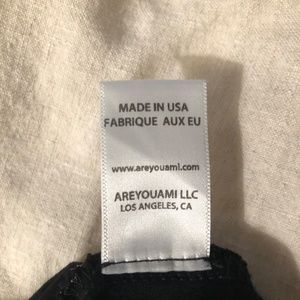 MADE IN USA
FABRIQUE AUX EU
www.areyouami.com
AREYOUAMI LLC
LOS ANGELES, CA